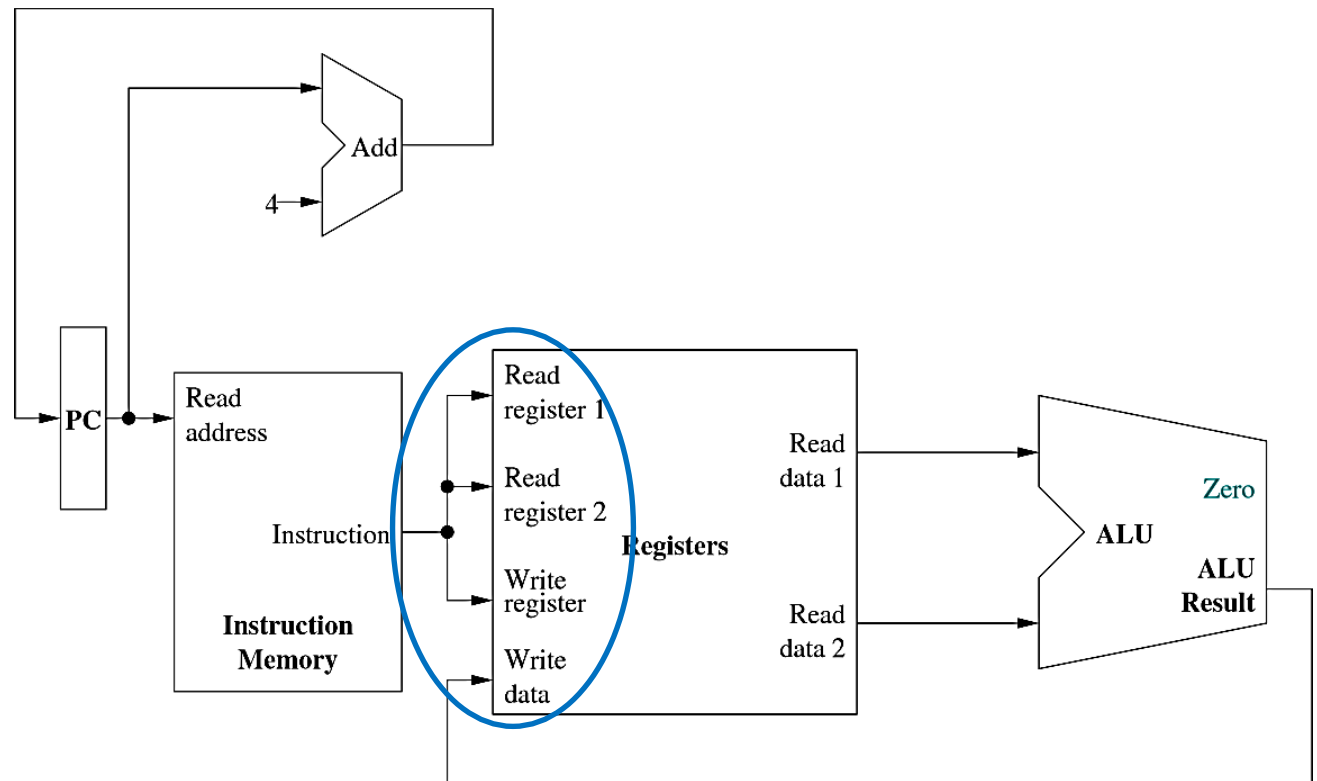 Add
4
PC
Read
address
Instruction
Instruction
Memory
Read
register 1
Read
register 2
Write
register
Write
data
Registers
Read
data 1
Read
data 2
Zero
ALU
ALU
Result